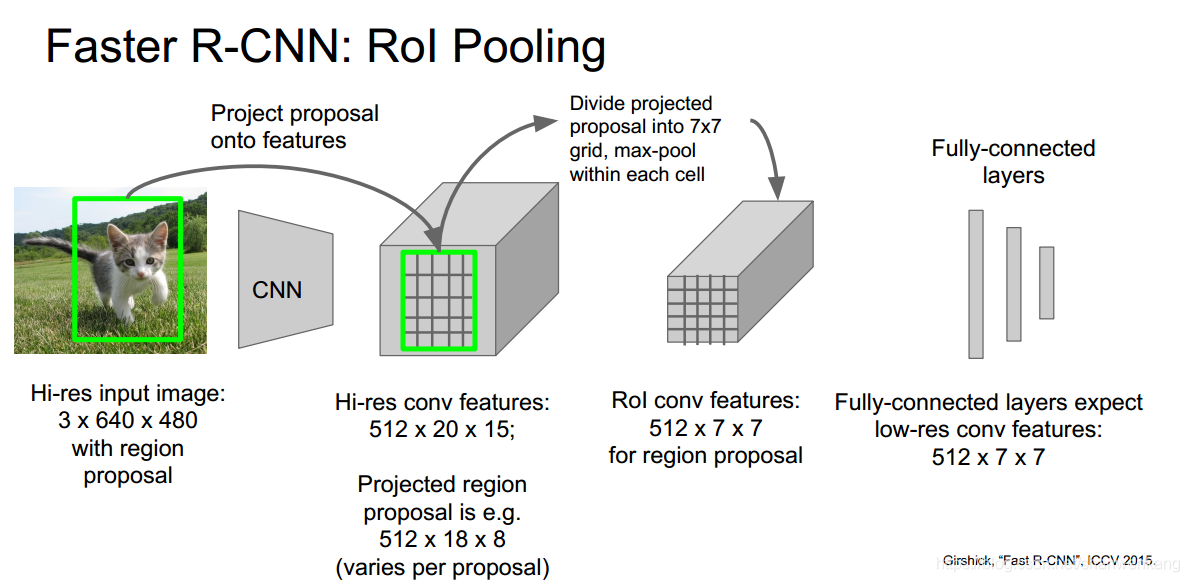 Faster R-CNN: RoI Pooling
Project proposal
onto features
Divide projected
proposal into 7x7
grid, max-pool
within each cell
Fully-connected
layers
CNN
Hi-res input image:
3 x 640 x 480
with region
proposal
Hi-res conv features:
512 x 20 x 15;
Projected region
proposal is e.g.
512 x 18 x 8
(varies per proposal)
RoI conv features:
512 x 7 x 7
for region proposal
Fully-connected layers expect
low-res conv features:
512 x 7 x 7
Girshick, “Fast R-CNN”, ICCV 2015.